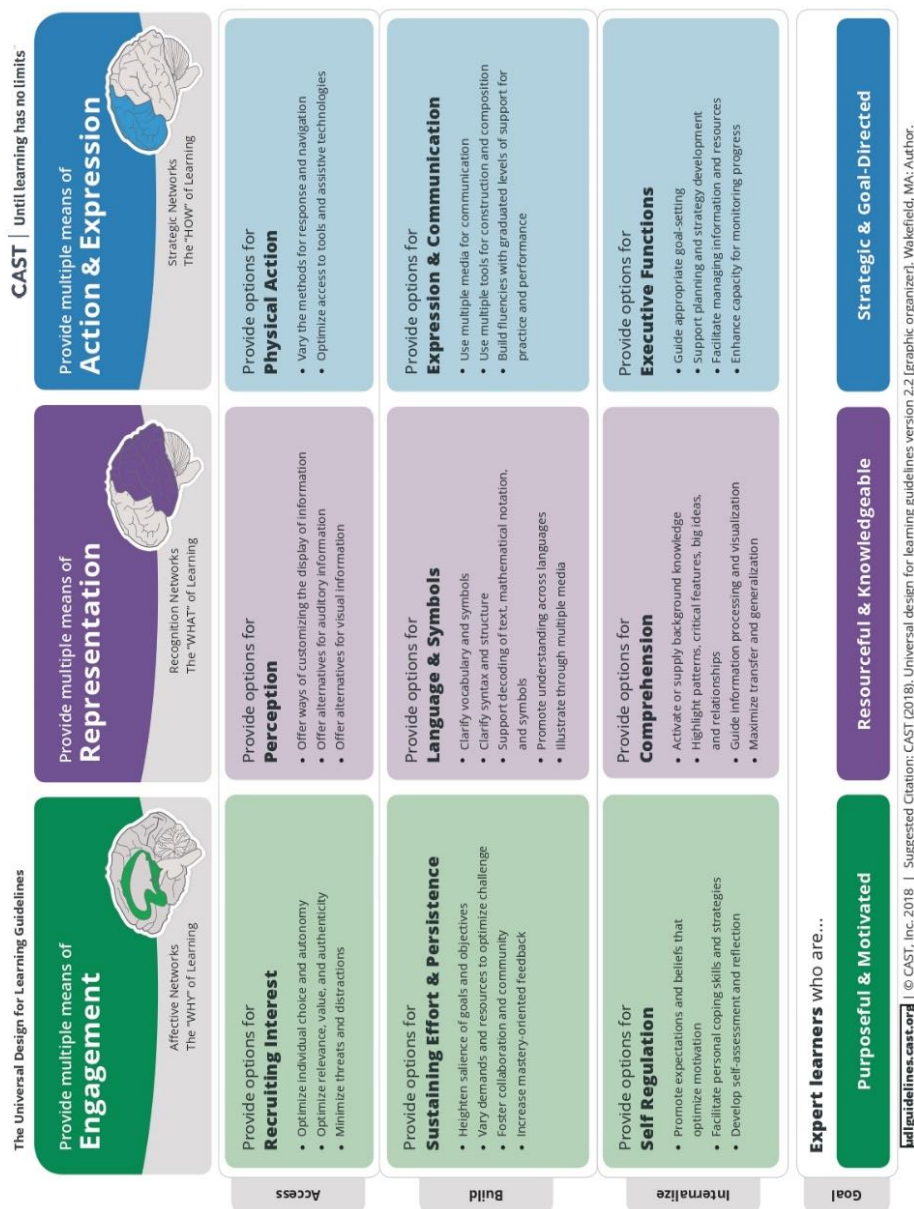 The Universal Design for Learning Guidelines
CAST | Until learning has no limits™
Provide multiple means of
Engagement
Affective Networks
The "WHY" of Learning
Provide multiple means of
Representation
Recognition Networks
The "WHAT" of Learning
Provide multiple means of
Action & Expression
Strategic Networks
The "HOW" of Learning
Access
Provide options for
Recruiting Interest
• Optimize individual choice and autonomy
• Optimize relevance, value, and authenticity
• Minimize threats and distractions
Provide options for
Perception
• Offer ways of customizing the display of information
• Offer alternatives for auditory information
• Offer alternatives for visual information
Provide options for
Physical Action
• Vary the methods for response and navigation
• Optimize access to tools and assistive technologies
Build
Provide options for
Sustaining Effort & Persistence
• Heighten salience of goals and objectives
• Vary demands and resources to optimize challenge
• Foster collaboration and community
• Increase mastery-oriented feedback
Provide options for
Language & Symbols
• Clarify vocabulary and symbols
• Clarify syntax and structure
• Support decoding of text, mathematical notation,
and symbols
• Promote understanding across languages
• Illustrate through multiple media
Provide options for
Expression & Communication
• Use multiple media for communication
• Use multiple tools for construction and composition
• Build fluencies with graduated levels of support for
practice and performance
Internalize
Provide options for
Self Regulation
• Promote expectations and beliefs that
optimize motivation
• Facilitate personal coping skills and strategies
• Develop self-assessment and reflection
Provide options for
Comprehension
• Activate or supply background knowledge
• Highlight patterns, critical features, big ideas,
and relationships
• Guide information processing and visualization
• Maximize transfer and generalization
Provide options for
Executive Functions
• Guide appropriate goal-setting
• Support planning and strategy development
• Facilitate managing information and resources
• Enhance capacity for monitoring progress
Goal
Expert learners who are...
Purposeful & Motivated
Resourceful & Knowledgeable
Strategic & Goal-Directed
udlguidelines.cast.org | © CAST, Inc. 2018 | Suggested Citation: CAST (2018). Universal design for learning guidelines version 2.2 [graphic organizer]. Wakefield, MA: Author.